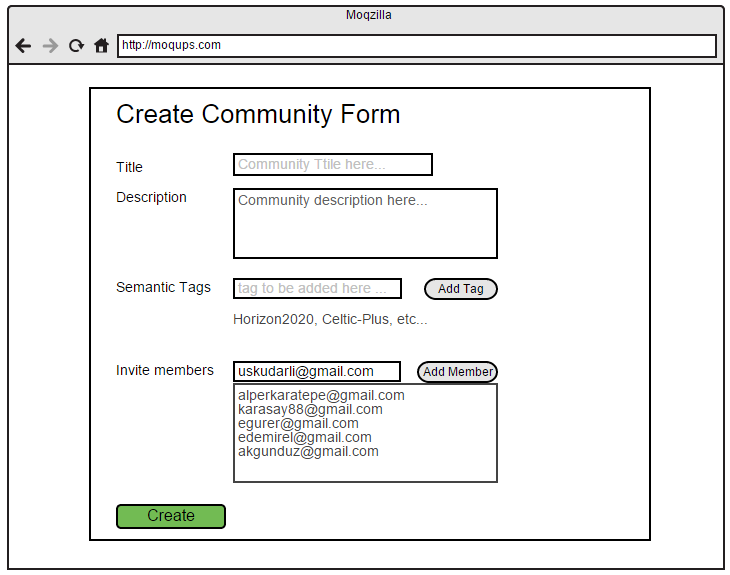 Moqzilla
http://moqups.com
Create Community Form
Title
Community Ttile here...
Description
Community description here...
Semantic Tags
tag to be added here ...
Add Tag
Horizon2020, Celtic-Plus, etc...
Invite members
uskudarli@gmail.com
Add Member
alperkaratepe@gmail.com
karasay88@gmail.com
egurer@gmail.com
edemirel@gmail.com
akgunduz@gmail.com
Create